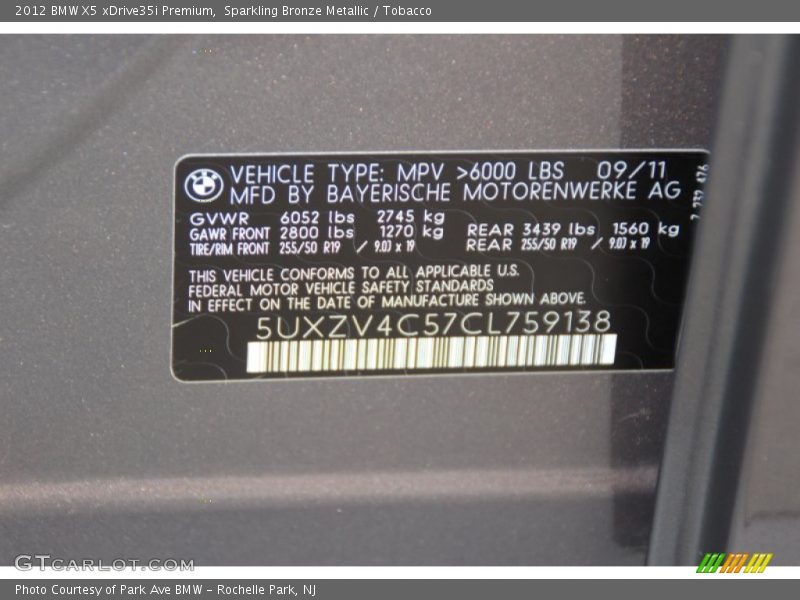 2012 BMW X5 xDrive35i Premium,  Sparkling Bronze Metallic / Tobacco
VEHICLE TYPE: MPV >6000 LBS 09/11
MFD BY BAYERISCHE MOTORENWERKE AG
GVWR 6052 lbs 2745 kg
GAWR FRONT 2800 lbs 1270 kg REAR 3439 lbs 1560 kg
TIRE/RIM FRONT 255/50 R19 / 9.0J x 19 REAR 255/50 R19 / 9.0J x 19
THIS VEHICLE CONFORMS TO ALL APPLICABLE U.S.
FEDERAL MOTOR VEHICLE SAFETY STANDARDS
IN EFFECT ON THE DATE OF MANUFACTURE SHOWN ABOVE.
5UXZV4C57CL759138
GTCARLOT.COM
Photo Courtesy of Park Ave BMW - Rochelle Park, NJ